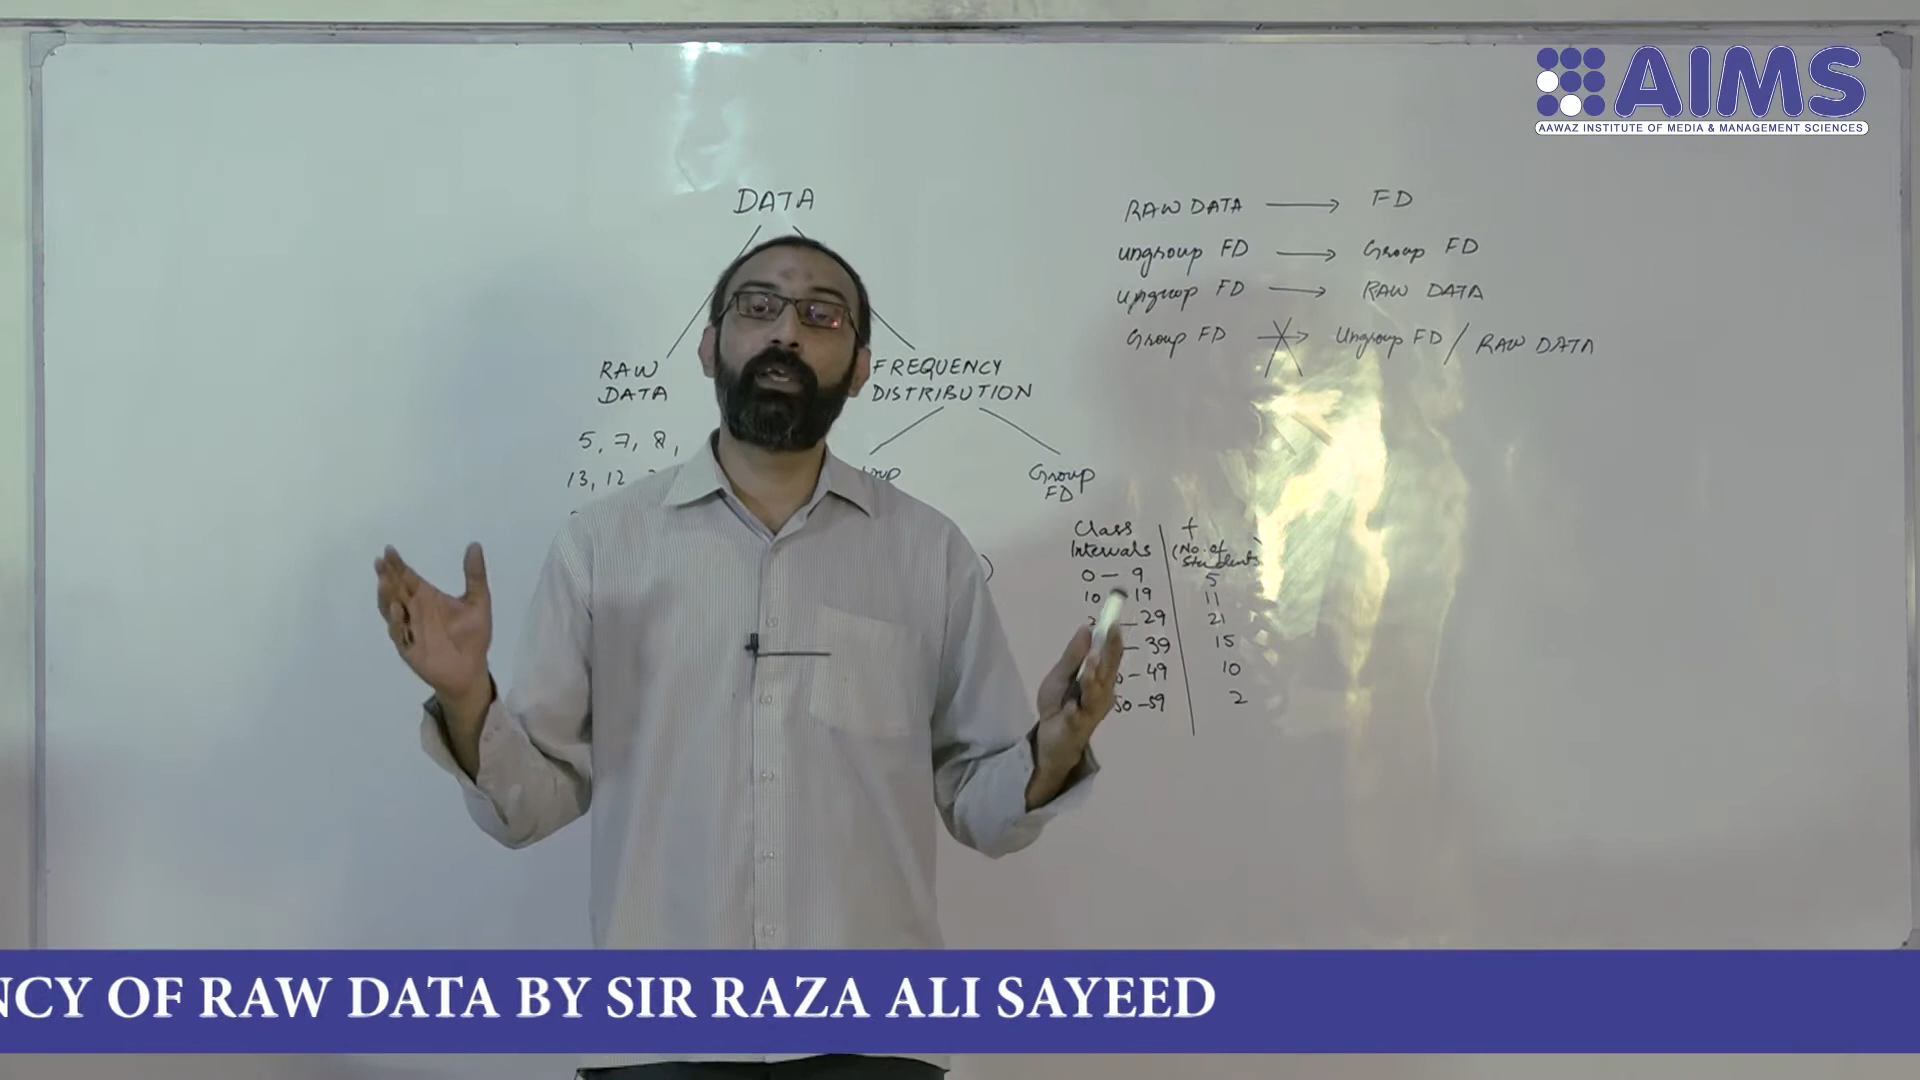 AIMS
AAWAZ INSTITUTE OF MEDIA & MANAGEMENT SCIENCES
DATA
RAW
DATA
5, 7, 8,
13, 12
FREQUENCY
DISTRIBUTION
Group
FD
Class
Intervals
f
(No. of
Students)
0 — 9 5
10 19 11
— 29 21
— 39 15
— 49 10
50 — 59 2
RAW DATA → FD
ungroup FD → Group FD
ungroup FD → RAW DATA
Group FD → Ungroup FD / RAW DATA
NCY OF RAW DATA BY SIR RAZA ALI SAYEED